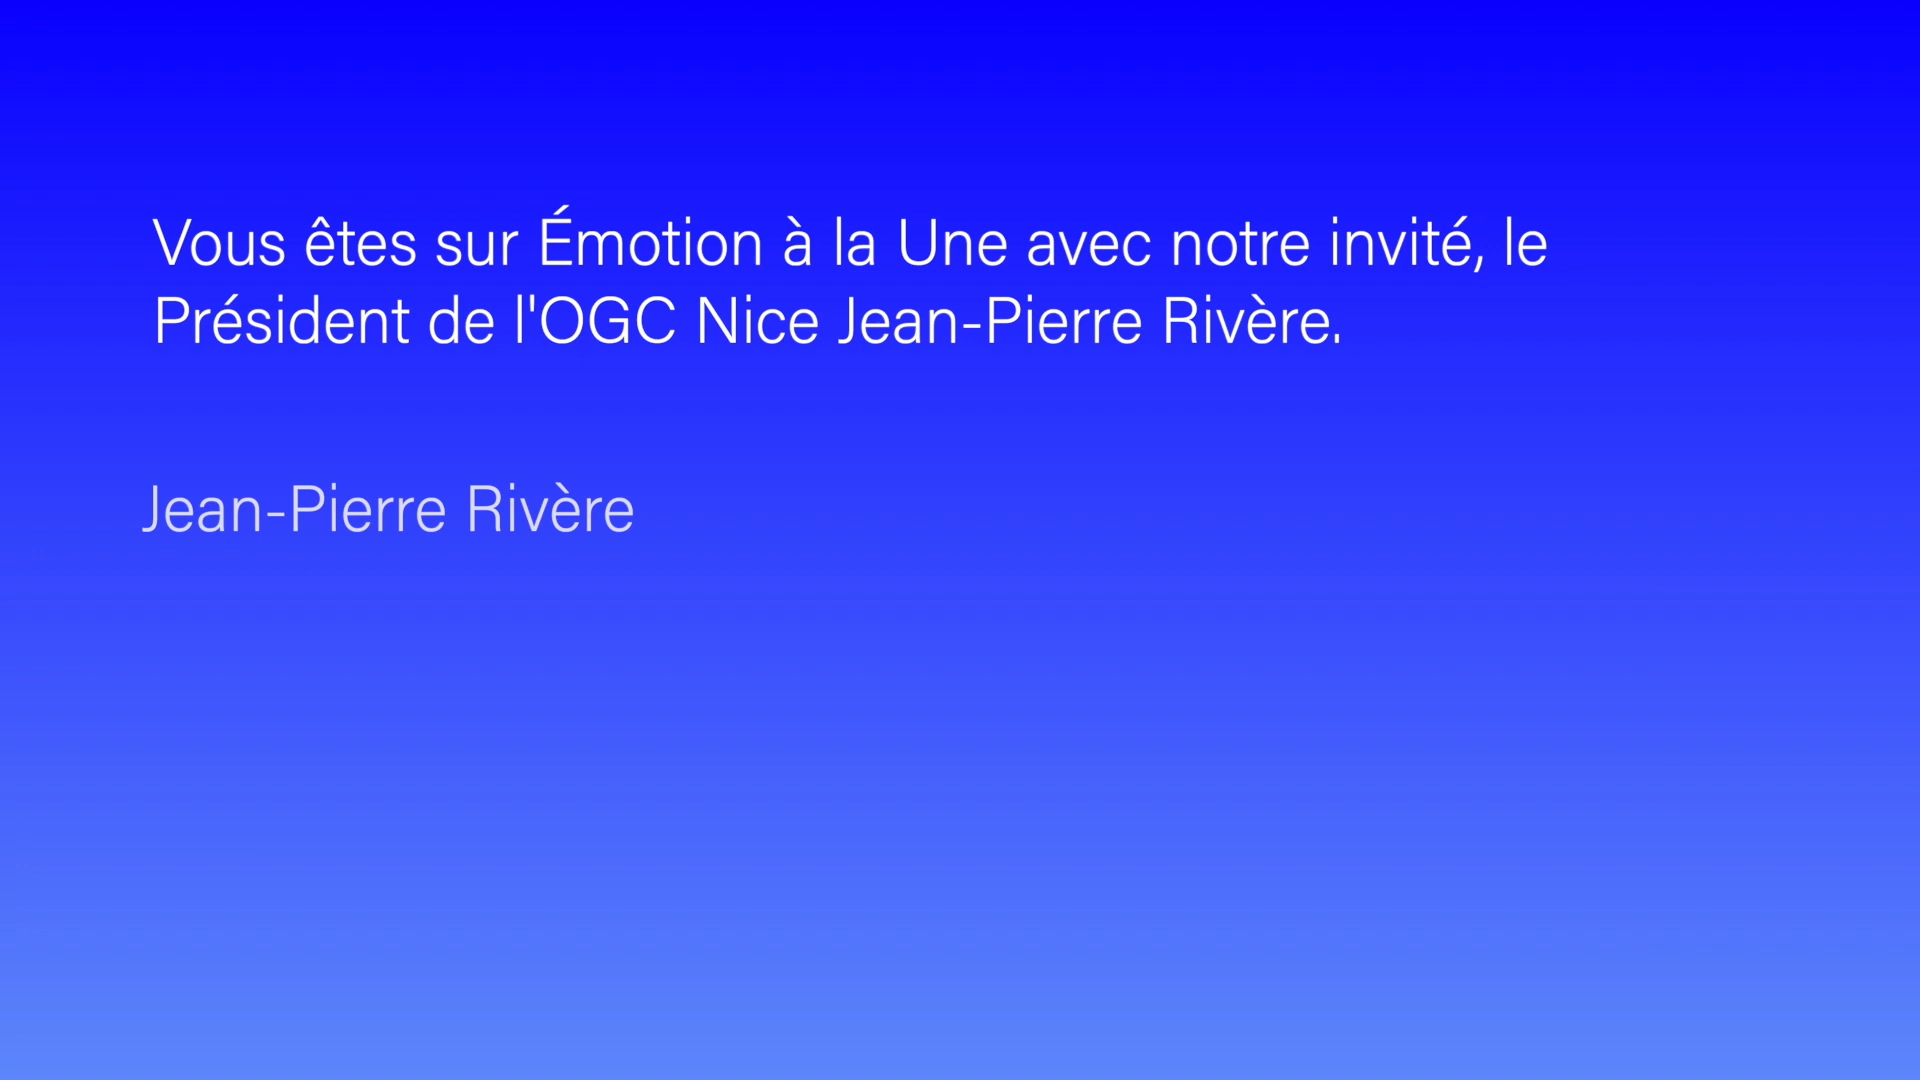 Vous êtes sur Émotion à la Une avec notre invité, le
Président de l'OGC Nice Jean-Pierre Rivère.
Jean-Pierre Rivère